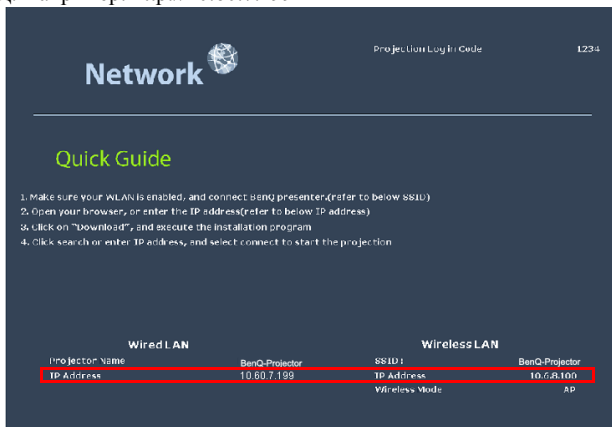 Projection Log in Code 1234
Network
Quick Guide
1. Make sure your WLAN is enabled, and connect BenQ presenter.(refer to below SSID)
2. Open your browser, or enter the IP address(refer to below IP address)
3. Click on "Download", and execute the installation program
4. Click search or enter IP address, and select connect to start the projection
Wired LAN Wireless LAN
Projector Name BenQ-Projector SSID: BenQ-Projector
IP Address 10.60.7.199 IP Address 10.6.8.100
Wireless Mode AP